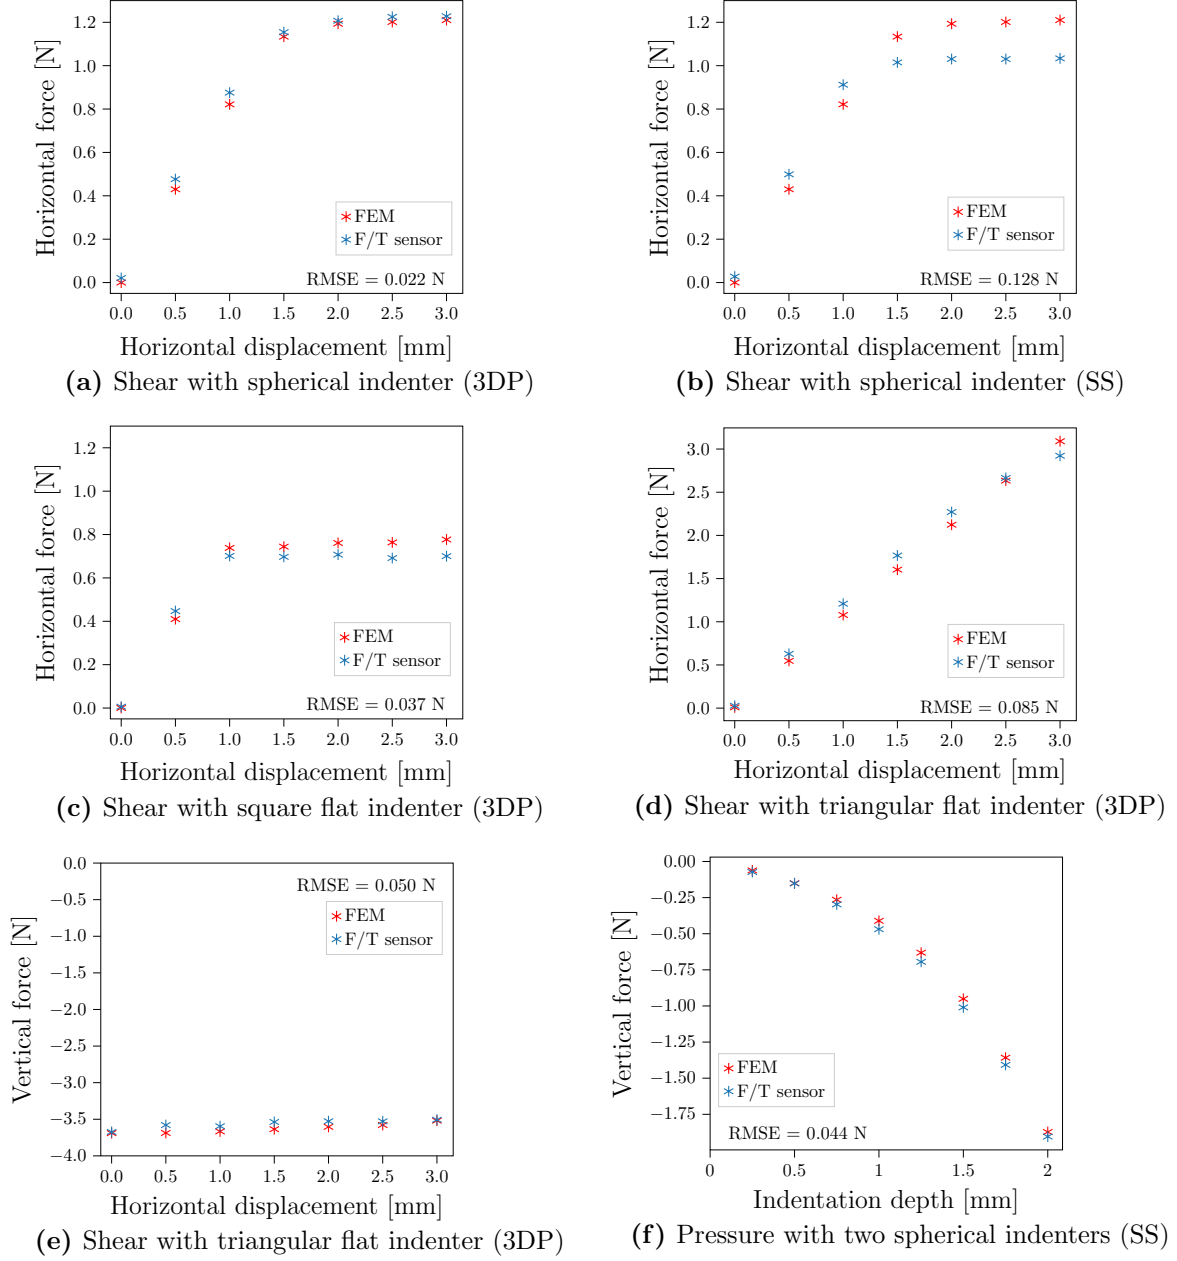 1.2
1.0
0.8
0.6
0.4
0.2
0.0
Horizontal force [N]
FEM
F/T sensor
RMSE = 0.022 N
0.0 0.5 1.0 1.5 2.0 2.5 3.0
Horizontal displacement [mm]
(a) Shear with spherical indenter (3DP)
1.2
1.0
0.8
0.6
0.4
0.2
0.0
Horizontal force [N]
FEM
F/T sensor
RMSE = 0.128 N
0.0 0.5 1.0 1.5 2.0 2.5 3.0
Horizontal displacement [mm]
(b) Shear with spherical indenter (SS)
1.2
1.0
0.8
0.6
0.4
0.2
0.0
Horizontal force [N]
FEM
F/T sensor
RMSE = 0.037 N
0.0 0.5 1.0 1.5 2.0 2.5 3.0
Horizontal displacement [mm]
(c) Shear with square flat indenter (3DP)
3.0
2.5
2.0
1.5
1.0
0.5
0.0
Horizontal force [N]
FEM
F/T sensor
RMSE = 0.085 N
0.0 0.5 1.0 1.5 2.0 2.5 3.0
Horizontal displacement [mm]
(d) Shear with triangular flat indenter (3DP)
0.0
−0.5
−1.0
−1.5
−2.0
−2.5
−3.0
−3.5
−4.0
Vertical force [N]
RMSE = 0.050 N
FEM
F/T sensor
0.0 0.5 1.0 1.5 2.0 2.5 3.0
Horizontal displacement [mm]
(e) Shear with triangular flat indenter (3DP)
0.00
−0.25
−0.50
−0.75
−1.00
−1.25
−1.50
−1.75
Vertical force [N]
FEM
F/T sensor
RMSE = 0.044 N
0 0.5 1 1.5 2
Indentation depth [mm]
(f) Pressure with two spherical indenters (SS)